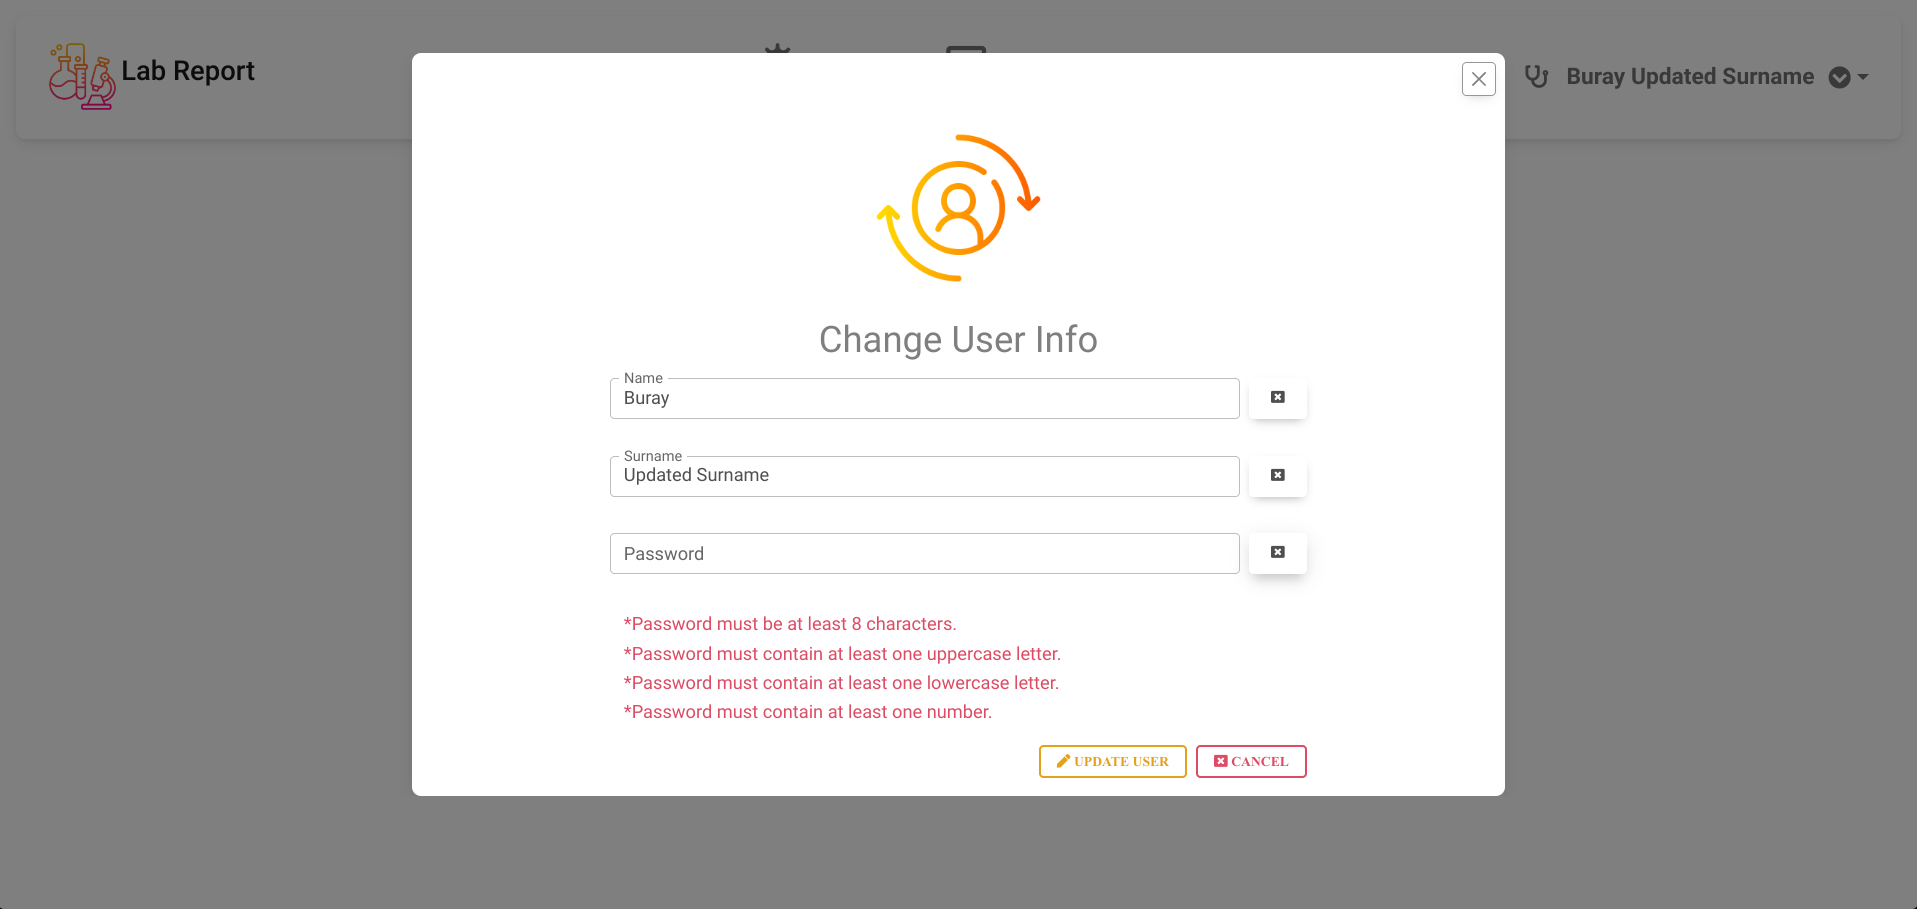 Lab Report
Buray Updated Surname
Change User Info
Name
Buray
Surname
Updated Surname
Password
*Password must be at least 8 characters.
*Password must contain at least one uppercase letter.
*Password must contain at least one lowercase letter.
*Password must contain at least one number.
UPDATE USER
CANCEL